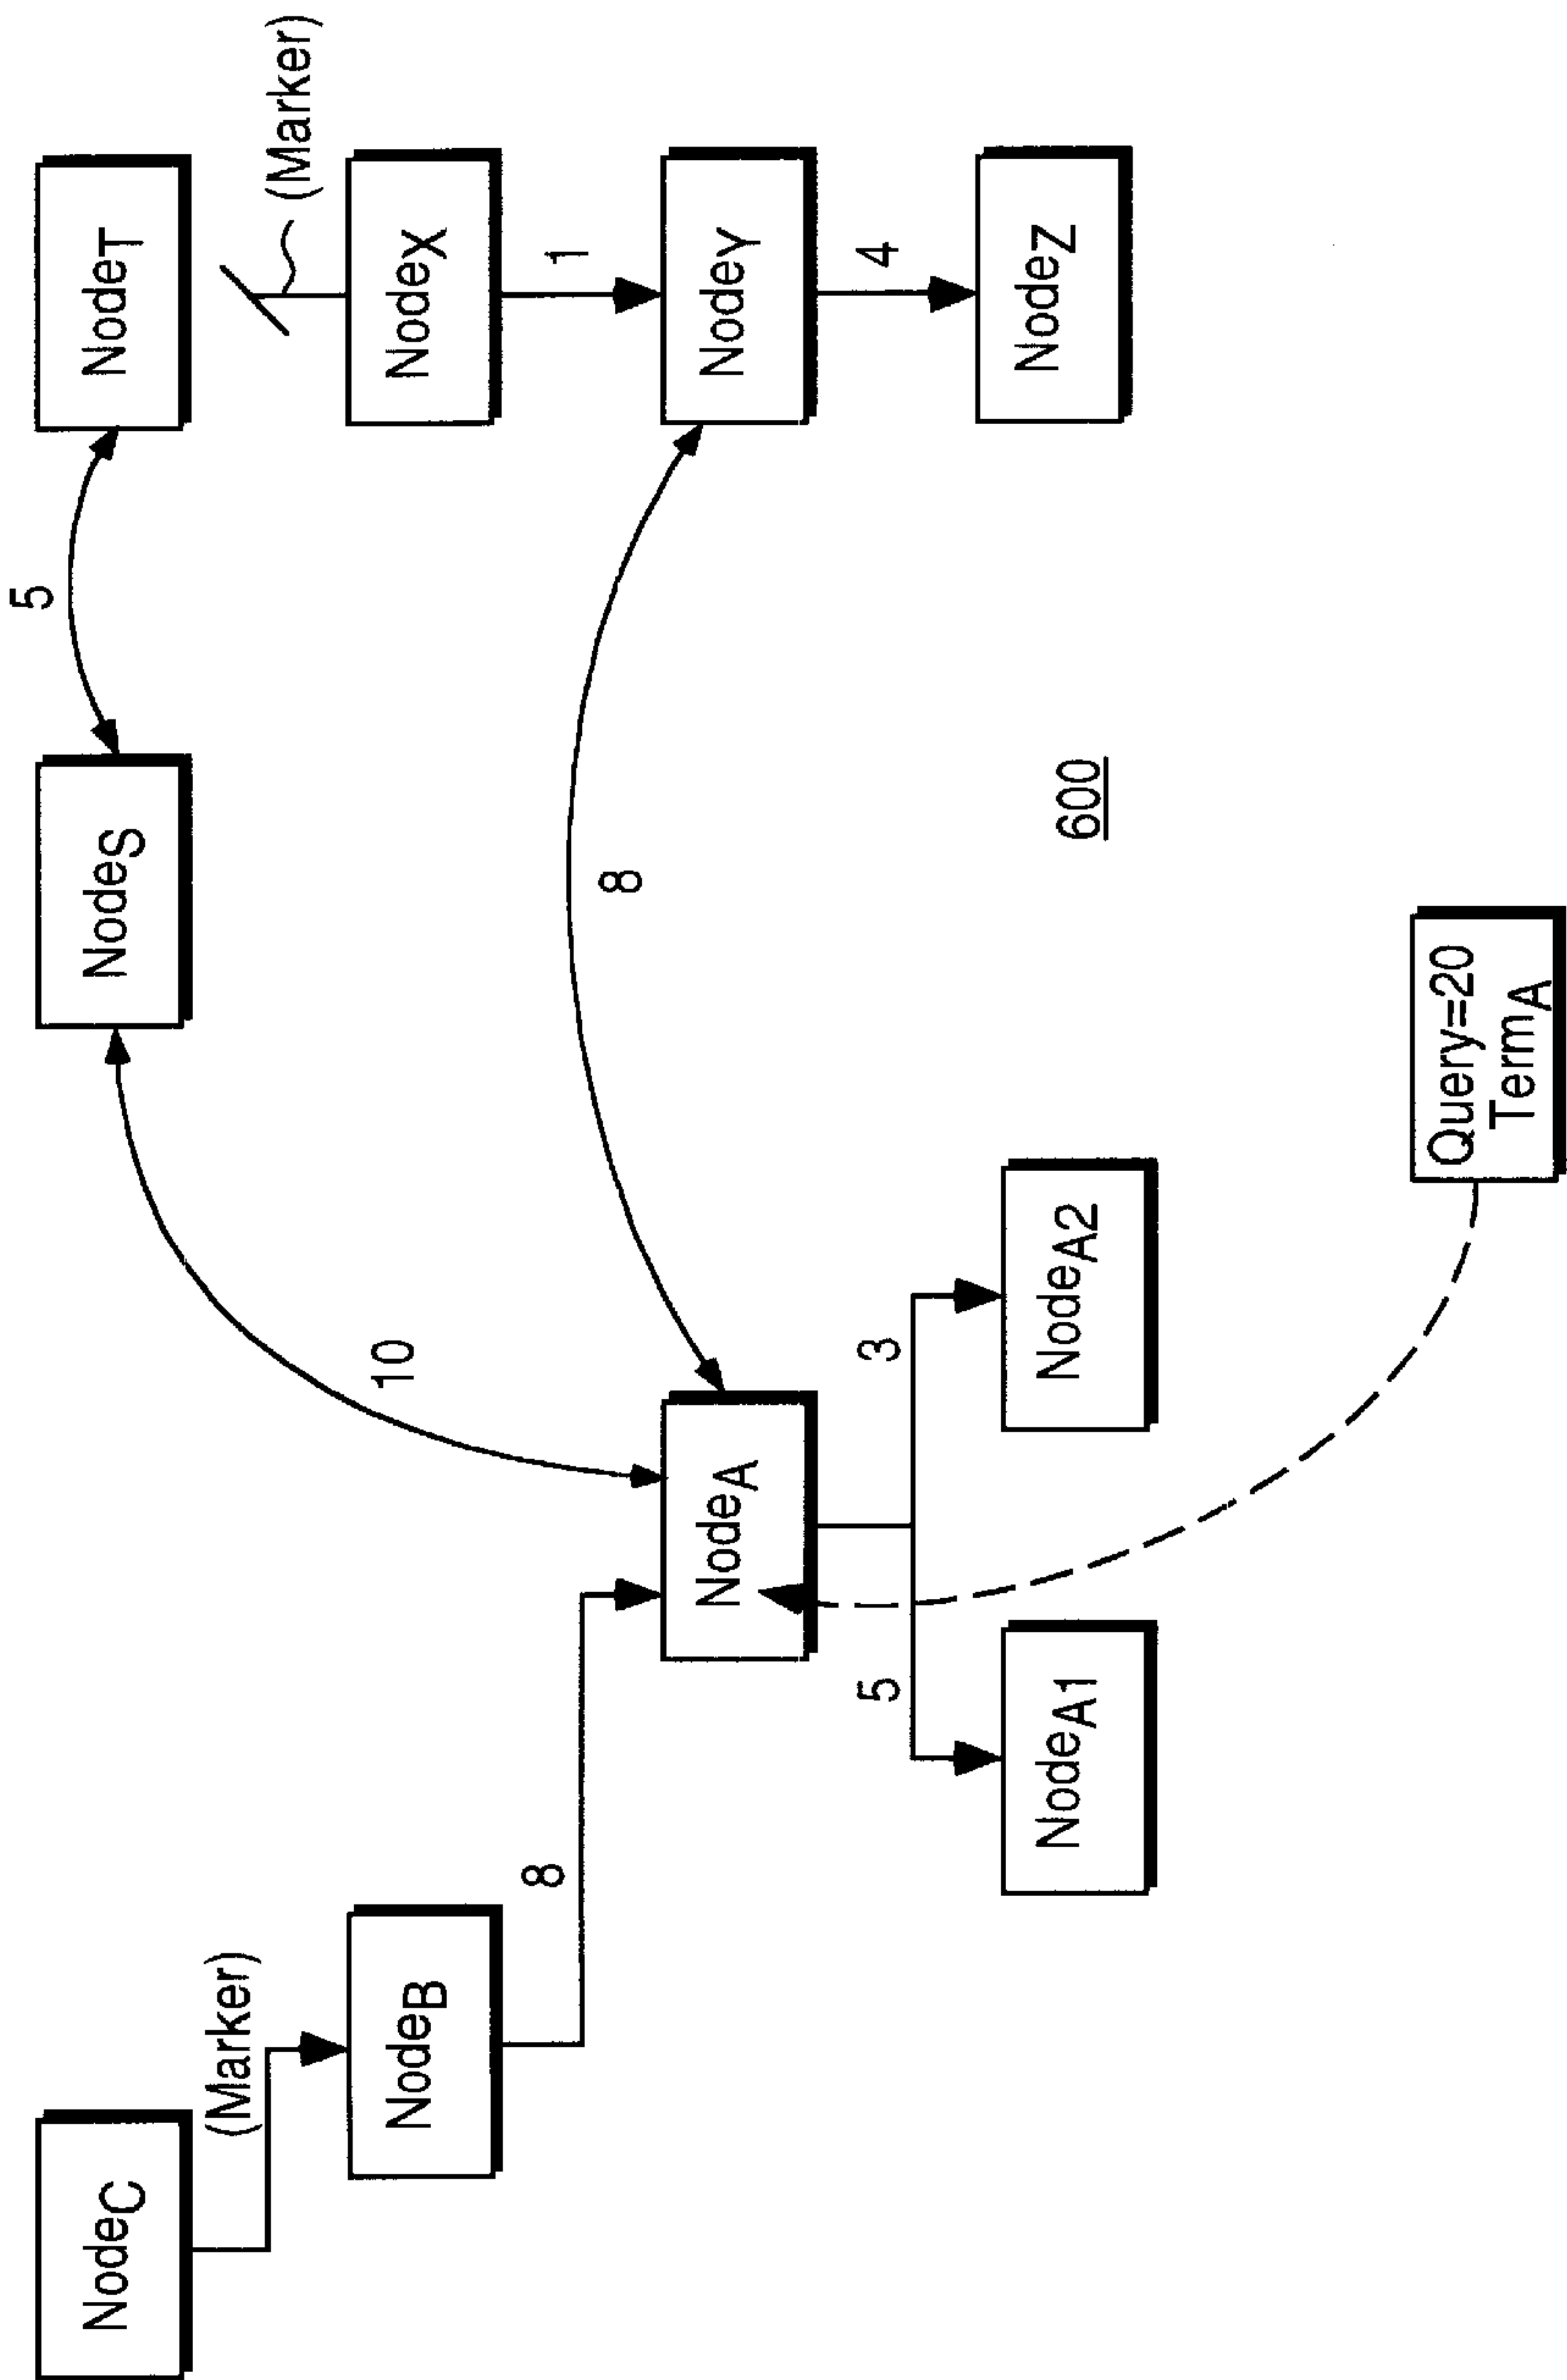 NodeC
(Marker)
NodeB
8
NodeA
10
NodeS
5
NodeT
(Marker)
NodeX
1
NodeY
8
4
NodeZ
5
3
NodeA1
NodeA2
600
Query=20
TermA